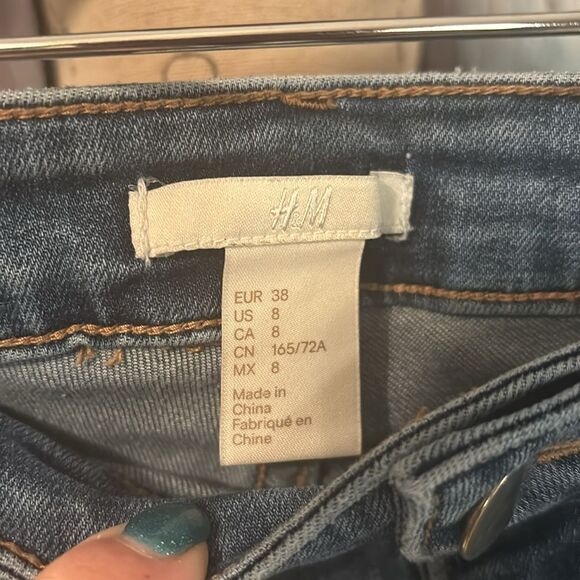 H&M
EUR 38
US 8
CA 8
CN 165/72A
MX 8
Made in
China
Fabriqué en
Chine